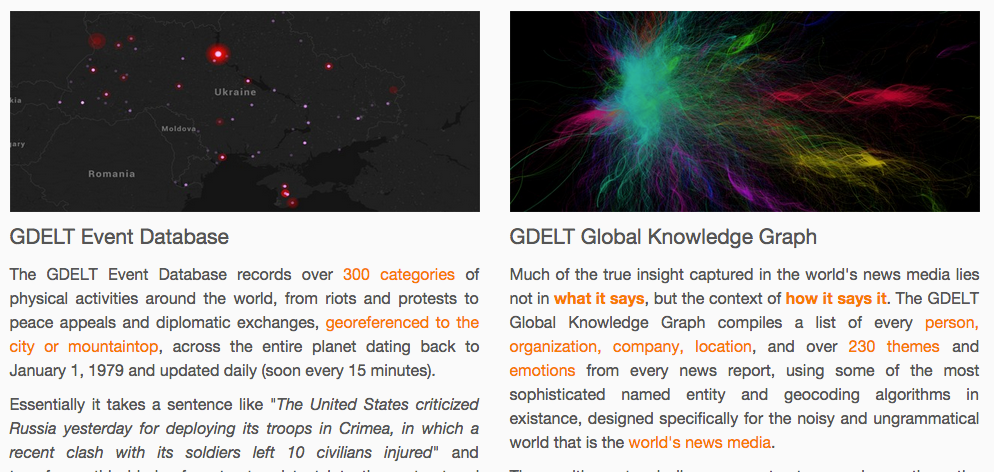 kia
Ukraine
Moldova
gary
Romania
GDELT Event Database
The GDELT Event Database records over 300 categories of
physical activities around the world, from riots and protests to
peace appeals and diplomatic exchanges, georeferenced to the
city or mountaintop, across the entire planet dating back to
January 1, 1979 and updated daily (soon every 15 minutes).
Essentially it takes a sentence like "The United States criticized
Russia yesterday for deploying its troops in Crimea, in which a
recent clash with its soldiers left 10 civilians injured" and
GDELT Global Knowledge Graph
Much of the true insight captured in the world's news media lies
not in what it says, but the context of how it says it. The GDELT
Global Knowledge Graph compiles a list of every person,
organization, company, location, and over 230 themes and
emotions from every news report, using some of the most
sophisticated named entity and geocoding algorithms in
existance, designed specifically for the noisy and ungrammatical
world that is the world's news media.